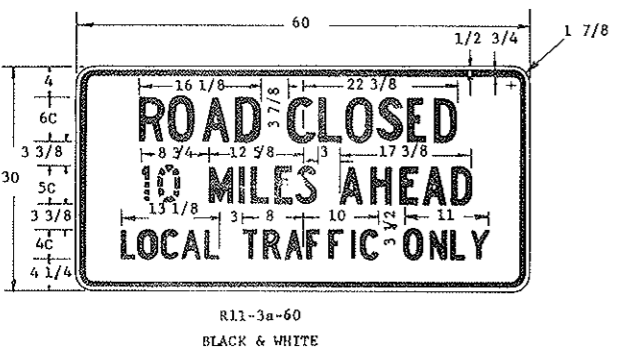 60
1/2 3/4 1 7/8
4 16 1/8 3 7/8 22 3/8
6C ROAD CLOSED
3 3/8 8 3/4 12 5/8 3 17 3/8
30
5C 10 MILES AHEAD
3 3/8 13 1/8 3 8 10 3 1/2 11
4C LOCAL TRAFFIC ONLY
4 1/4
R11-3a-60
BLACK & WHITE